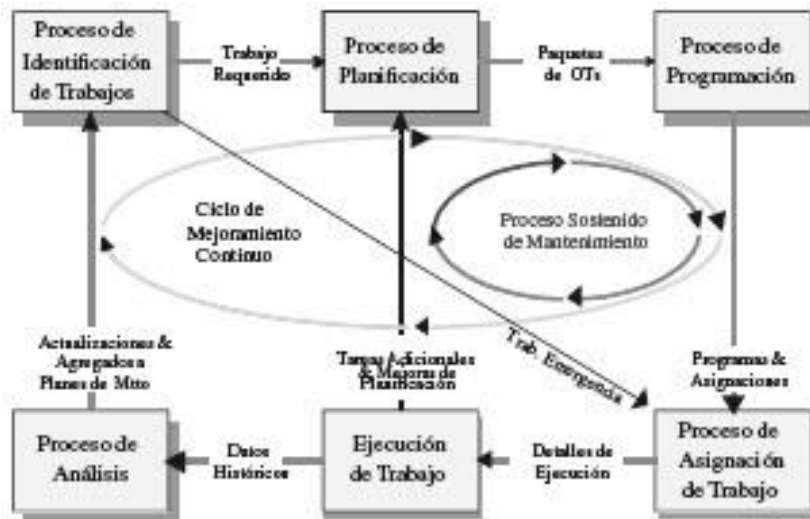 Proceso de
Identificación
de Trabajos
Trabajo
Requerido
Proceso de
Planificación
Paquetes
de OTs
Proceso de
Programación
Ciclo de
Mejoramiento
Continuo
Proceso Sostenido
de Mantenimiento
Actualizaciones &
Agregados a
Planes de Mtto
Tareas Adicionales
& Mejoras de
Planificación
Trab. Emergencia
Programas &
Asignaciones
Proceso de
Análisis
Datos
Históricos
Ejecución
de Trabajo
Detalles de
Ejecución
Proceso de
Asignación
de Trabajo